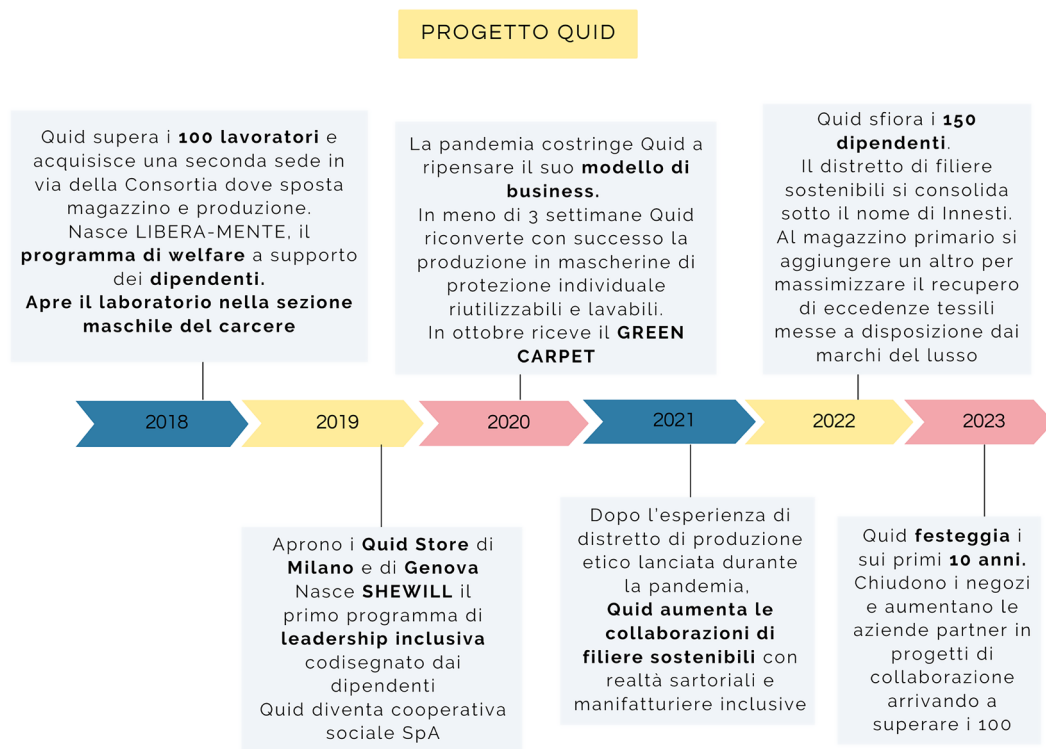 PROGETTO QUID
Quid supera i 100 lavoratori e
acquisisce una seconda sede in
via della Consortia dove sposta
magazzino e produzione.
Nasce LIBERA-MENTE, il
programma di welfare a supporto
dei dipendenti.
Apre il laboratorio nella sezione
maschile del carcere
La pandemia costringe Quid a
ripensare il suo modello di
business.
In meno di 3 settimane Quid
riconverte con successo la
produzione in mascherine di
protezione individuale
riutilizzabili e lavabili.
In ottobre riceve il GREEN
CARPET
Quid sfiora i 150
dipendenti.
Il distretto di filiere
sostenibili si consolida
sotto il nome di Innesti.
Al magazzino primario si
aggiungere un altro per
massimizzare il recupero
di eccedenze tessili
messe a disposizione dai
marchi del lusso
2018
2019
2020
2021
2022
2023
Aprono i Quid Store di
Milano e di Genova
Nasce SHEWILL il
primo programma di
leadership inclusiva
codisegnato dai
dipendenti
Quid diventa cooperativa
sociale SpA
Dopo l'esperienza di
distretto di produzione
etico lanciata durante
la pandemia,
Quid aumenta le
collaborazioni di
filiere sostenibili con
realtà sartoriali e
manifatturiere inclusive
Quid festeggia i
sui primi 10 anni.
Chiudono i negozi
e aumentano le
aziende partner in
progetti di
collaborazione
arrivando a
superare i 100